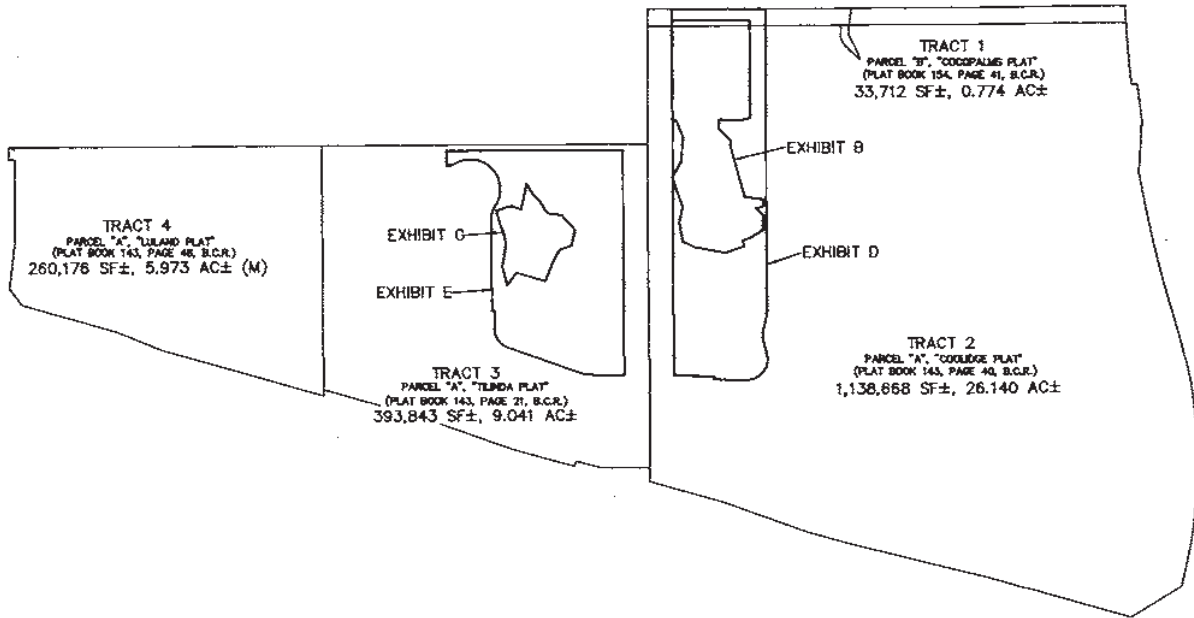 TRACT 1
PARCEL "B", "COCOPALMS PLAT"
(PLAT BOOK 154, PAGE 41, B.C.R.)
33,712 SF±, 0.774 AC±
EXHIBIT B
TRACT 4
PARCEL "A", "LULAND PLAT"
(PLAT BOOK 143, PAGE 48, B.C.R.)
260,176 SF±, 5.973 AC± (M)
EXHIBIT C
EXHIBIT D
EXHIBIT E
TRACT 2
PARCEL "A", "COOLIDGE PLAT"
(PLAT BOOK 143, PAGE 40, B.C.R.)
1,138,668 SF±, 26.140 AC±
TRACT 3
PARCEL "A", "TILINDA PLAT"
(PLAT BOOK 143, PAGE 21, B.C.R.)
393,843 SF±, 9.041 AC±